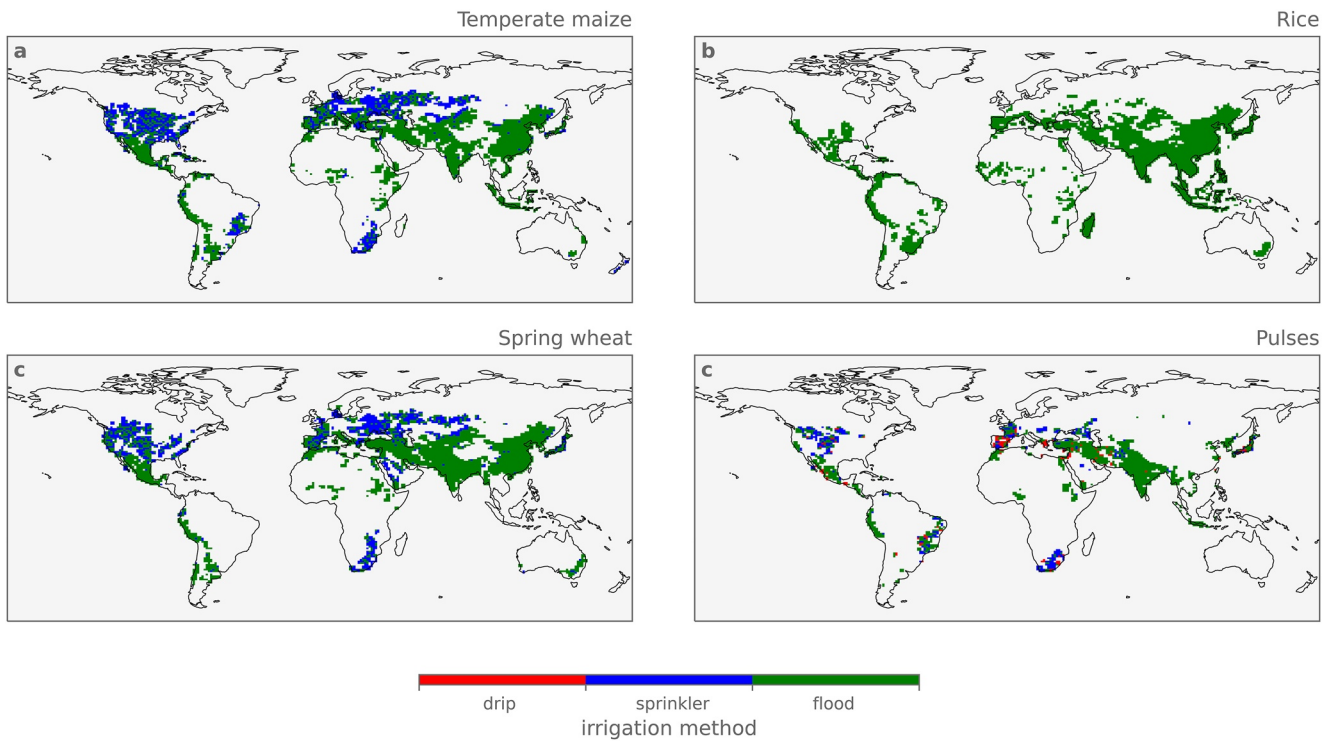 Temperate maize
Rice
a
b
Spring wheat
Pulses
c
c
drip
sprinkler
flood
irrigation method